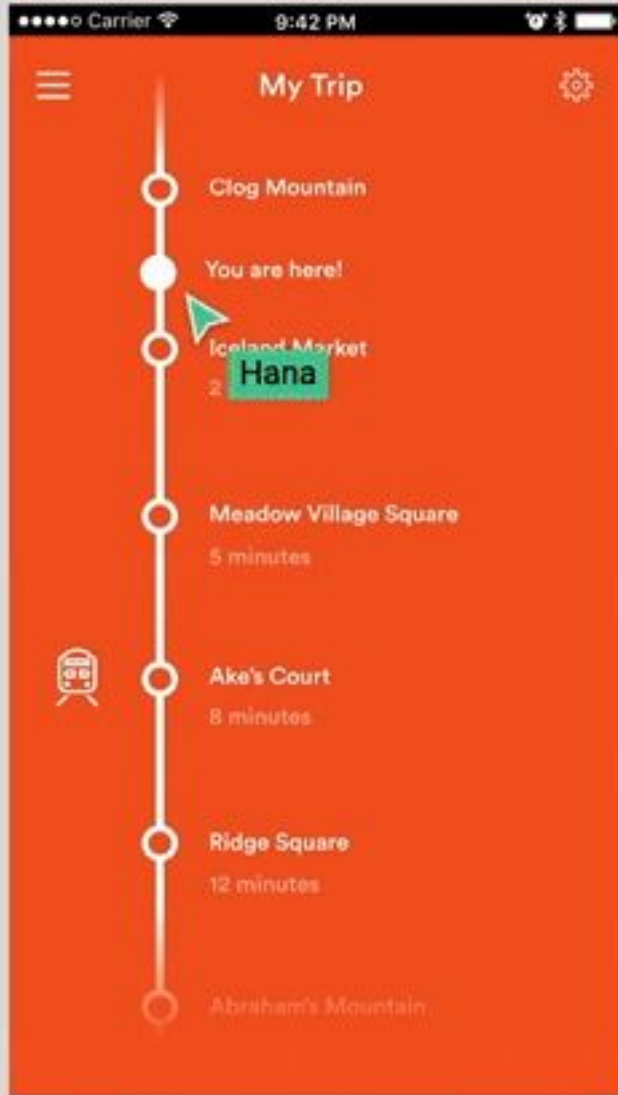 Carrier 9:42 PM
My Trip
Clog Mountain
You are here!
Iceland Market
Hana
2
Meadow Village Square
5 minutes
Ake's Court
8 minutes
Ridge Square
12 minutes
Abraham's Mountain